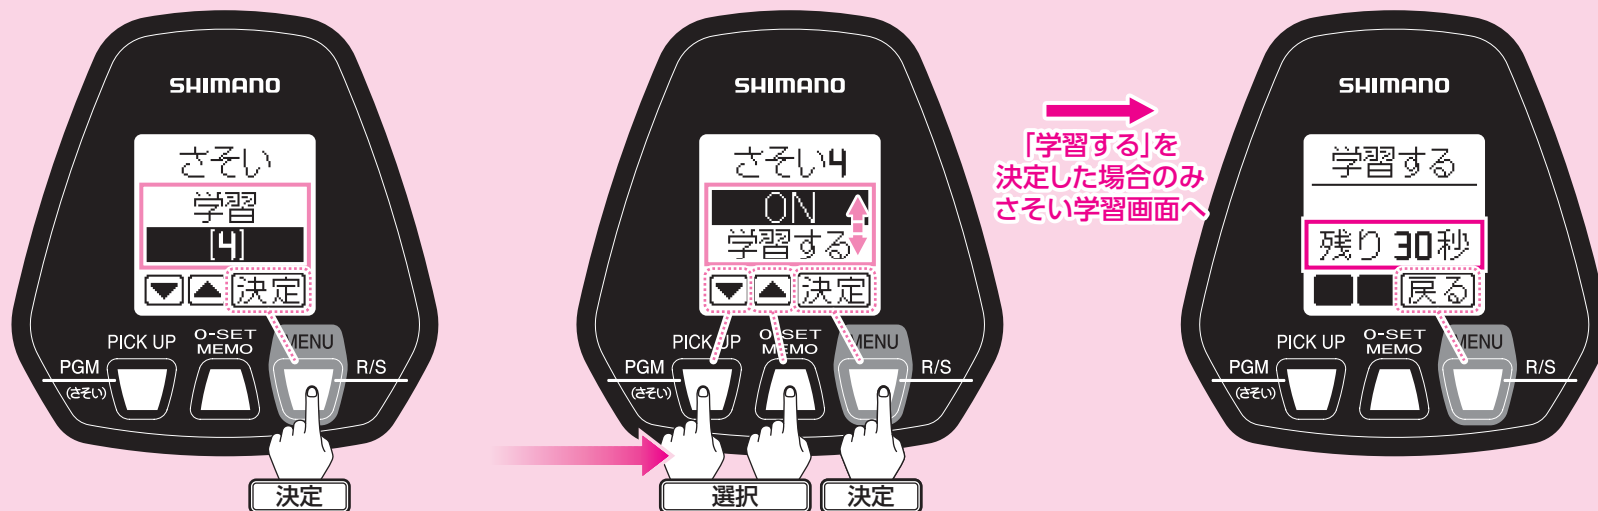 SHIMANO
さそい
学習
[4]
▼ ▲ 決定
PICK UP
0-SET
MEMO
MENU
PGM
(さそい)
R/S
決定
SHIMANO
さそい4
ON
学習する
▼ ▲ 決定
PICK UP
0-SET
MEMO
MENU
PGM
(さそい)
R/S
選択
決定
「学習する」を
決定した場合のみ
さそい学習画面へ
SHIMANO
学習する
残り 30秒
戻る
PICK UP
0-SET
MEMO
MENU
PGM
(さそい)
R/S